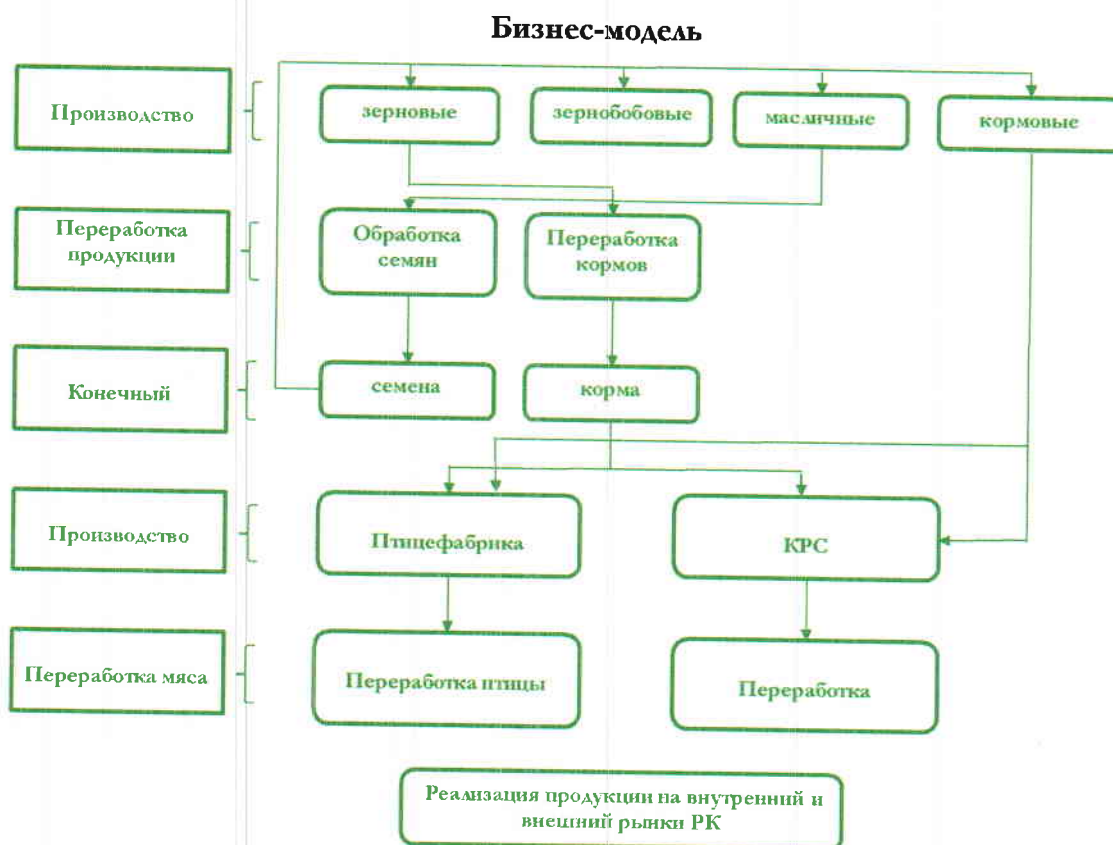 Бизнес-модель
Производство
зерновые
зернобобовые
масличные
кормовые
Переработка
продукции
Обработка
семян
Переработка
кормов
Конечный
семена
корма
Производство
Птицефабрика
КРС
Переработка мяса
Переработка птицы
Переработка
Реализация продукции на внутренний и
внешний рынки РК